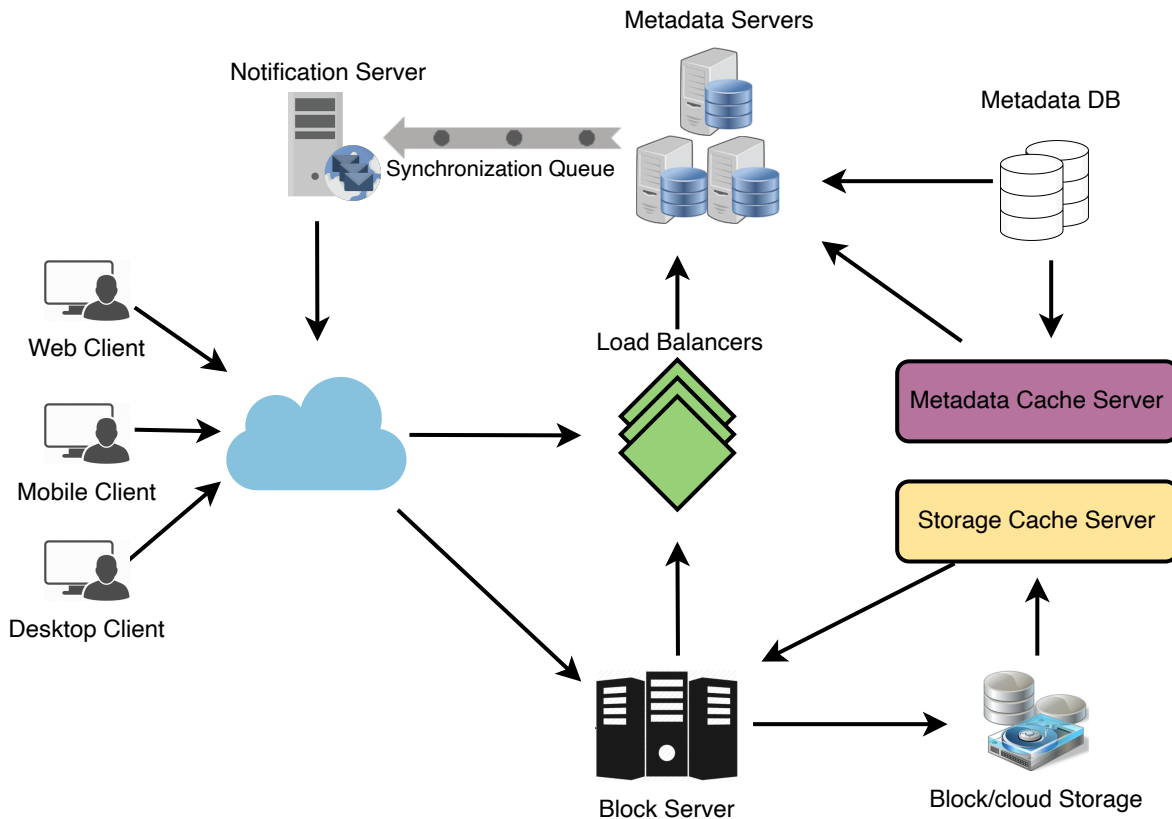 Metadata Servers
Notification Server
Metadata DB
Synchronization Queue
Web Client
Load Balancers
Metadata Cache Server
Mobile Client
Storage Cache Server
Desktop Client
Block Server
Block/cloud Storage